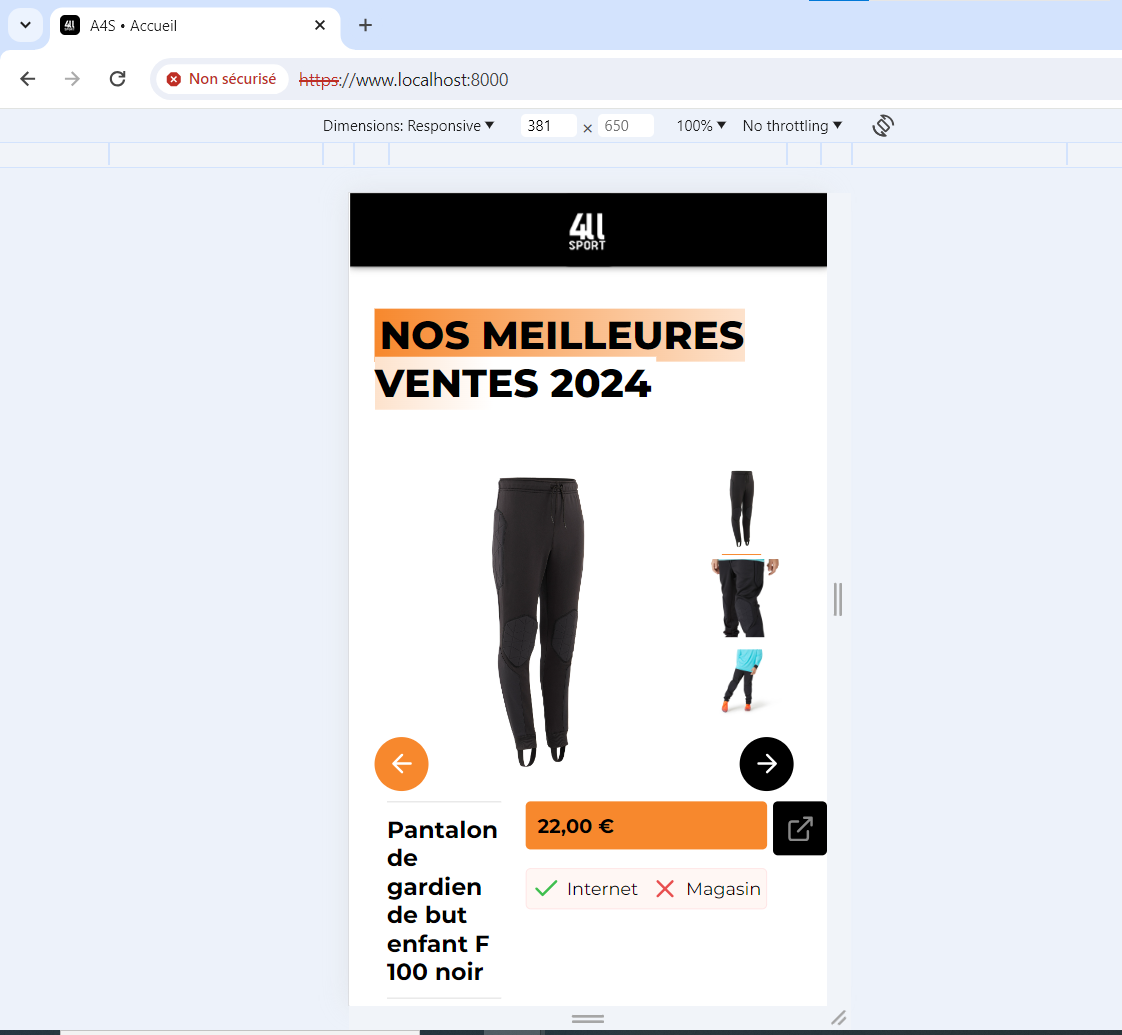 A4S • Accueil
Non sécurisé https://www.localhost:8000
Dimensions: Responsive 381 × 650 100% No throttling
4ll
SPORT
NOS MEILLEURES
VENTES 2024
22,00 €
Pantalon
de
gardien
de but
enfant F
100 noir
Internet Magasin